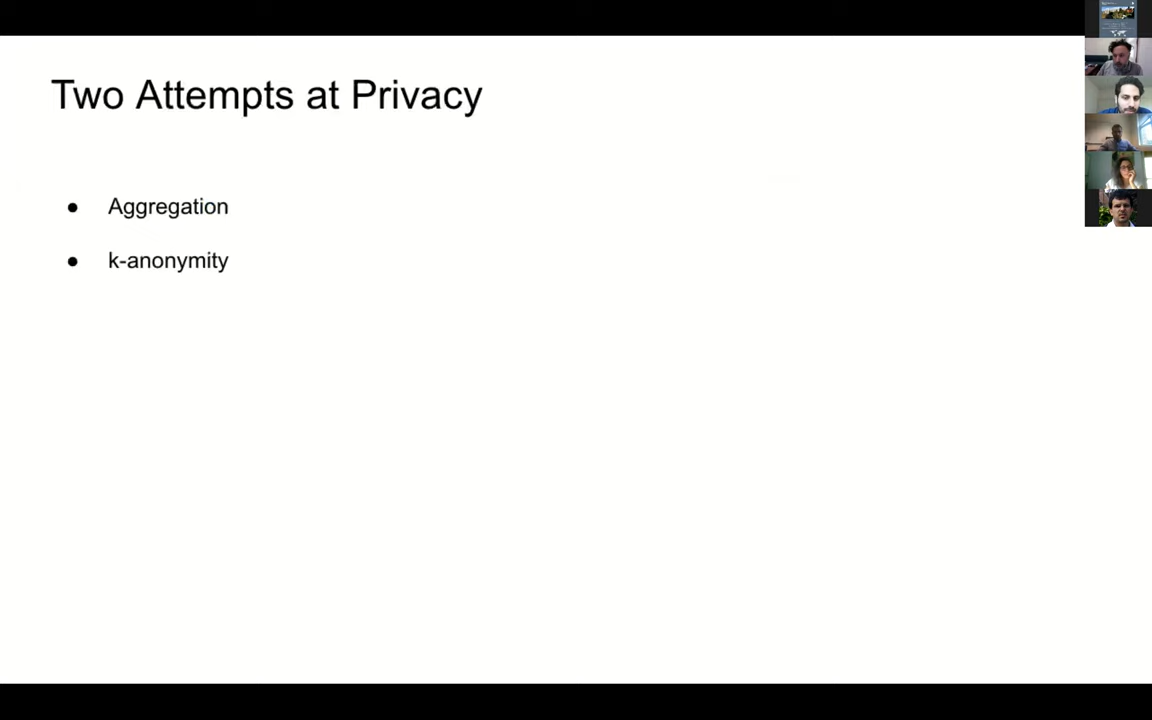 Two Attempts at Privacy
● Aggregation
● k-anonymity